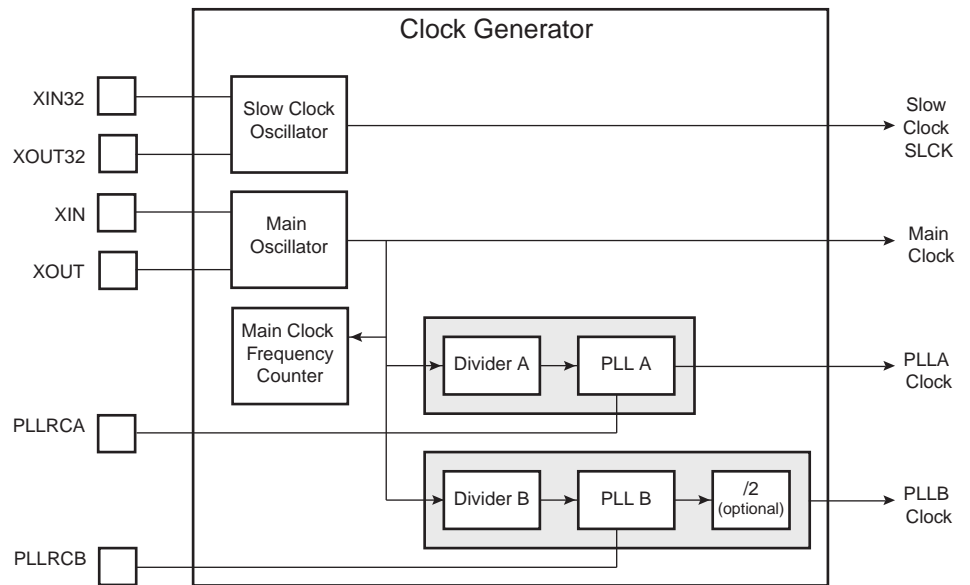 Clock Generator
XIN32
Slow Clock
Oscillator
Slow
Clock
SLCK
XOUT32
XIN
Main
Oscillator
Main
Clock
XOUT
Main Clock
Frequency
Counter
Divider A
PLL A
PLLA
Clock
PLLRCA
Divider B
PLL B
/2
(optional)
PLLB
Clock
PLLRCB